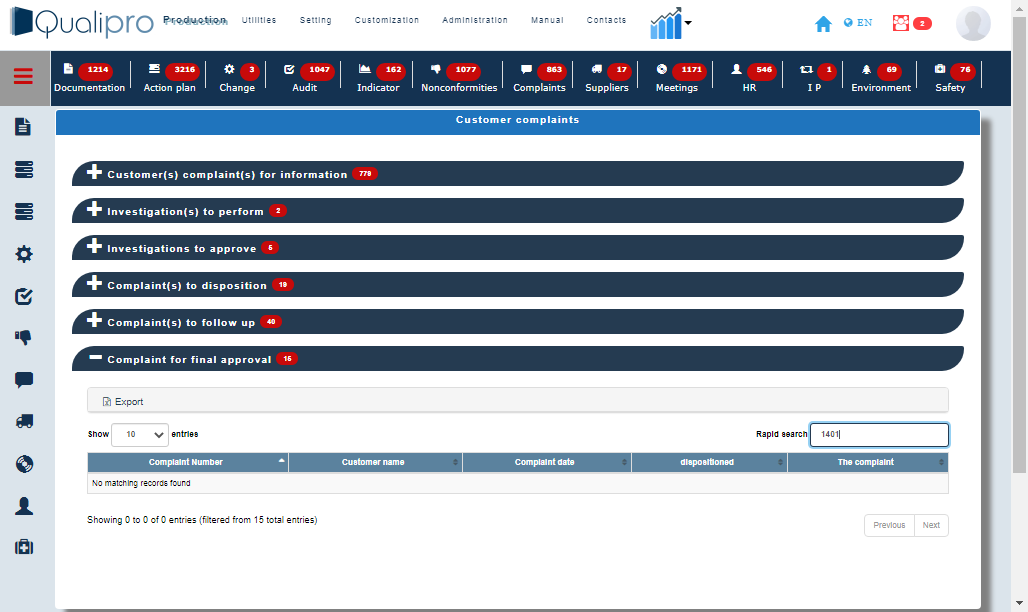 Qualipro
Production Utilities Setting Customization Administration Manual Contacts
EN 2
1214 3216 3 1047 162 1077 863 17 1171 546 1 69 76
Documentation Action plan Change Audit Indicator Nonconformities Complaints Suppliers Meetings HR I P Environment Safety
Customer complaints
Customer(s) complaint(s) for information 778
Investigation(s) to perform 2
Investigations to approve 5
Complaint(s) to disposition 19
Complaint(s) to follow up 40
Complaint for final approval 15
Export
Show 10 entries Rapid search 1401
Complaint Number Customer name Complaint date dispositioned The complaint
No matching records found
Showing 0 to 0 of 0 entries (filtered from 15 total entries)
Previous Next